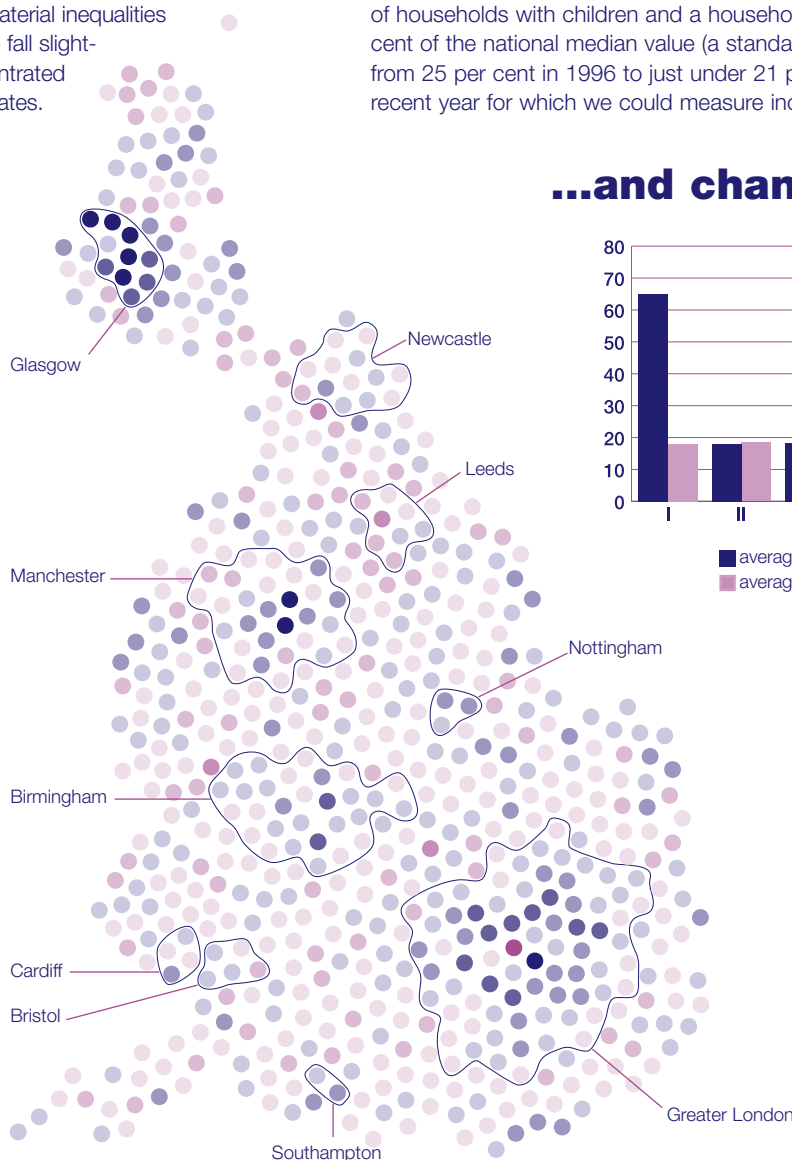 aterial inequalities
fall slight-
ntrated
ates.
of households with children and a househo
cent of the national median value (a standa
from 25 per cent in 1996 to just under 21 p
recent year for which we could measure inc
...and chan
80
70
60
50
40
30
20
10
0
I
II
averag
averag
Glasgow
Newcastle
Leeds
Manchester
Nottingham
Birmingham
Cardiff
Bristol
Greater London
Southampton